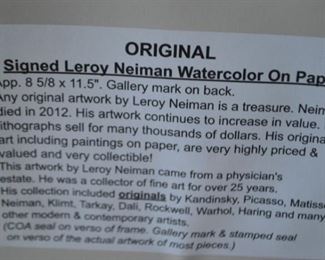 ORIGINAL
Signed Leroy Neiman Watercolor On Pap
App. 8 5/8 x 11.5". Gallery mark on back.
Any original artwork by Leroy Neiman is a treasure. Neim
died in 2012. His artwork continues to increase in value.
lithographs sell for many thousands of dollars. His origina
art including paintings on paper, are very highly priced &
valued and very collectible!
This artwork by Leroy Neiman came from a physician's
estate. He was a collector of fine art for over 25 years.
His collection included originals by Kandinsky, Picasso, Matisse
Neiman, Klimt, Tarkay, Dali, Rockwell, Warhol, Haring and many
other modern & contemporary artists.
(COA seal on verso of frame. Gallery mark & stamped seal
on verso of the actual artwork of most pieces.)